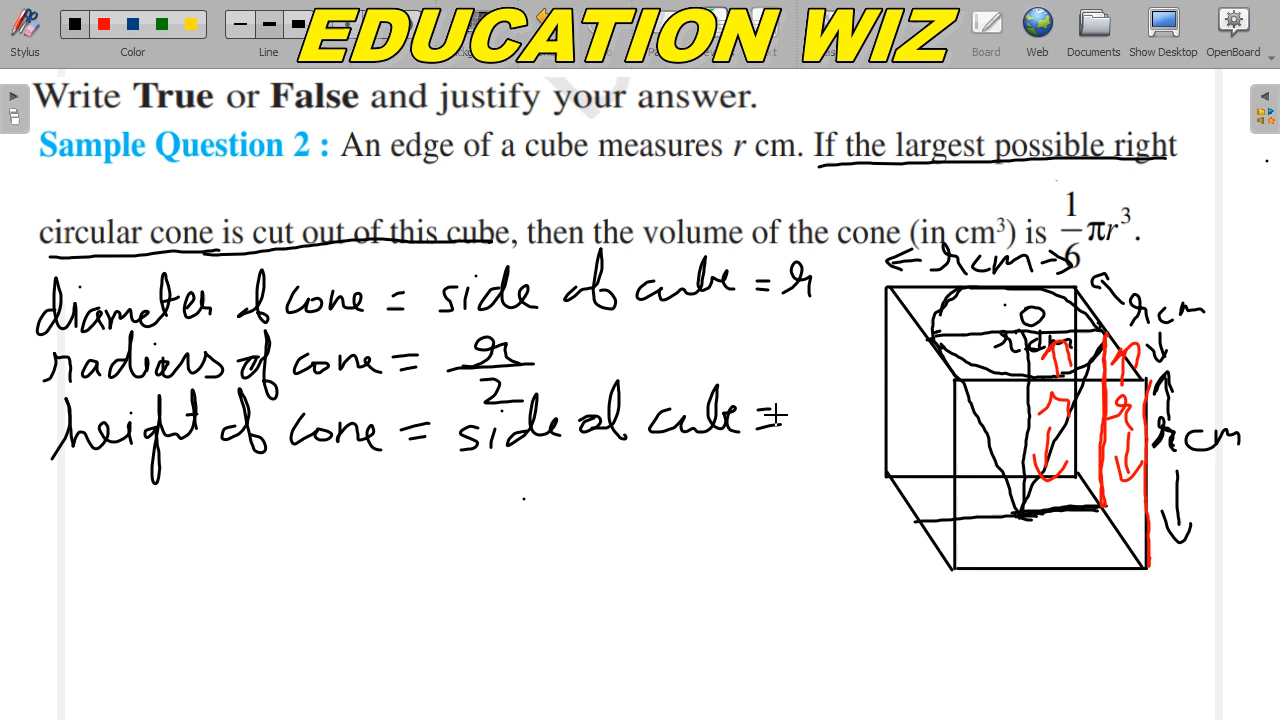 Stylus
Color
Line
EDUCATION WIZ
Board
Web
Documents
Show Desktop
OpenBoard
Write True or False and justify your answer.
Sample Question 2 : An edge of a cube measures r cm. If the largest possible right
circular cone is cut out of this cube, then the volume of the cone (in cm³) is 1/6 πr³.
diameter of cone = side of cube = r
radius of cone = r/2
height of cone = side of cube =
r cm
r cm
O
r cm
r
r
r cm